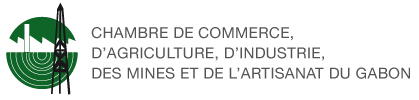 CHAMBRE DE COMMERCE,
D'AGRICULTURE, D'INDUSTRIE,
DES MINES ET DE L'ARTISANAT DU GABON